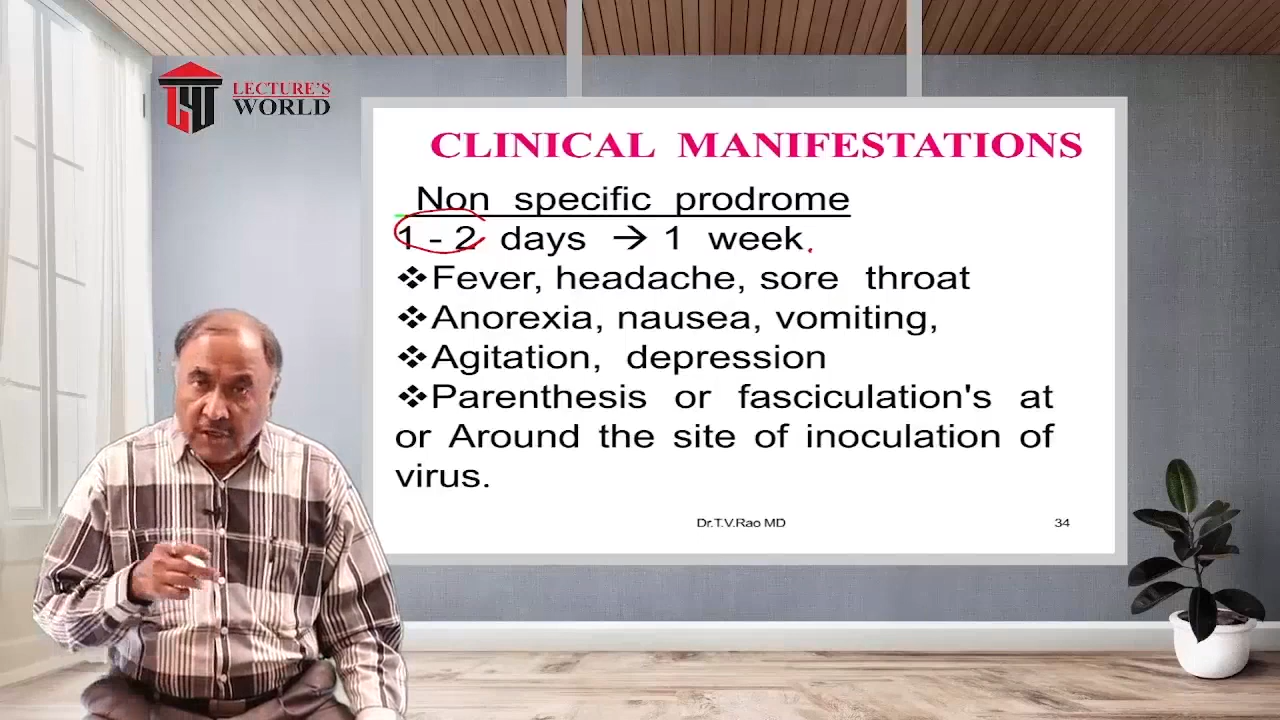 LECTURE'S
WORLD
CLINICAL MANIFESTATIONS
Non specific prodrome
1 - 2 days → 1 week.
❖Fever, headache, sore throat
❖Anorexia, nausea, vomiting,
❖Agitation, depression
❖Parenthesis or fasciculation's at
or Around the site of inoculation of
virus.
Dr.T.V.Rao MD
34